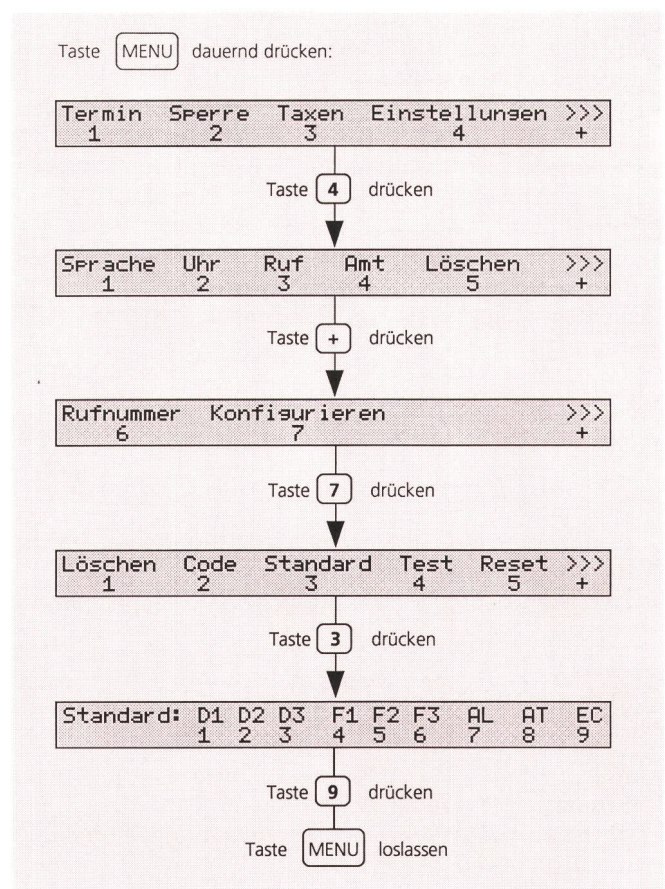 Taste MENU dauernd drücken:
Termin Sperre Taxen Einstellungen >>>
1 2 3 4 +
Taste 4 drücken
Sprache Uhr Ruf Amt Löschen >>>
1 2 3 4 5 +
Taste + drücken
Rufnummer Konfigurieren >>>
6 7 +
Taste 7 drücken
Löschen Code Standard Test Reset >>>
1 2 3 4 5 +
Taste 3 drücken
Standard: D1 D2 D3 F1 F2 F3 AL AT EC
1 2 3 4 5 6 7 8 9
Taste 9 drücken
Taste MENU loslassen